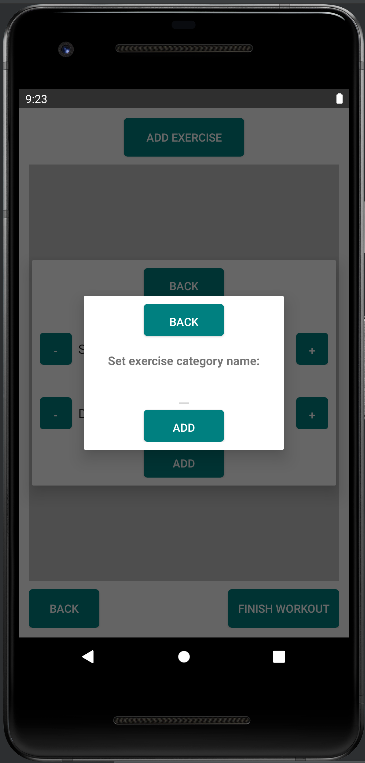 9:23
ADD EXERCISE
BACK
BACK
Set exercise category name:
- S +
- D +
ADD
ADD
BACK FINISH WORKOUT